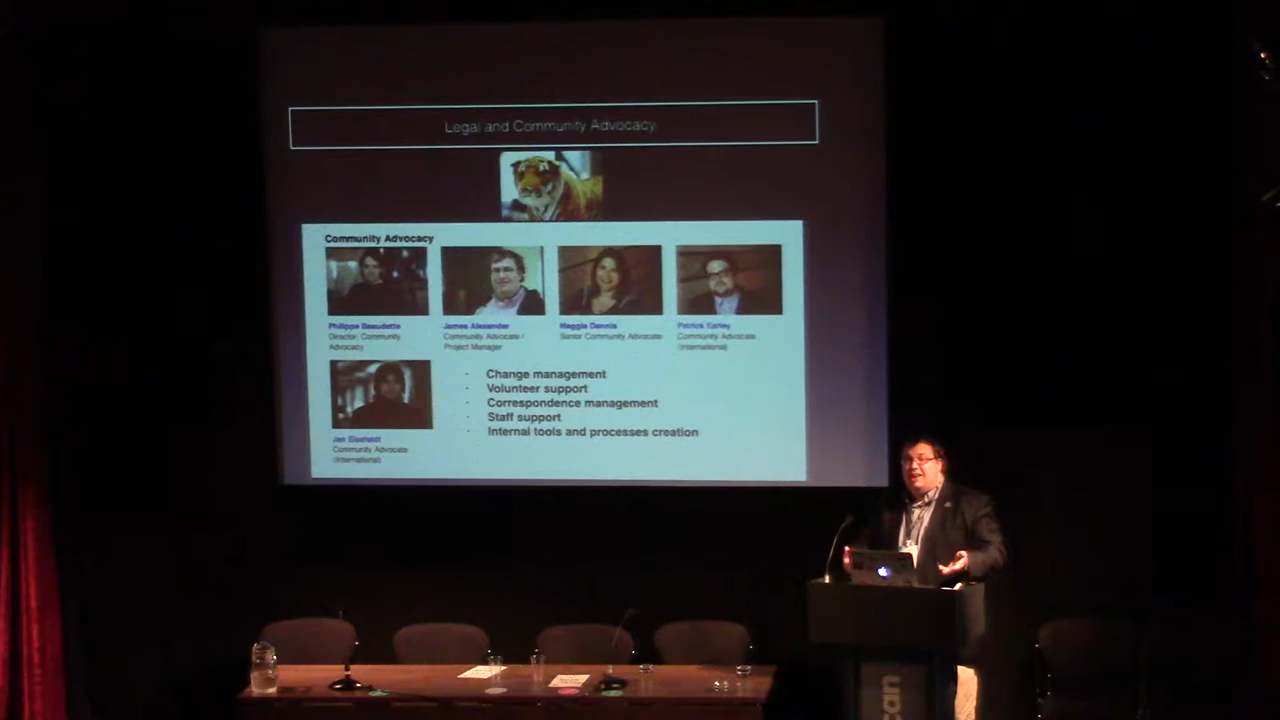 Legal and Community Advocacy
Community Advocacy
Philippe Beaudette
Director, Community
Advocacy
James Alexander
Community Advocate /
Project Manager
Maggie Dennis
Senior Community Advocate
Patrick Earley
Community Advocate
(International)
Jan Eissfeldt
Community Advocate
(International)
- Change management
- Volunteer support
- Correspondence management
- Staff support
- Internal tools and processes creation
can